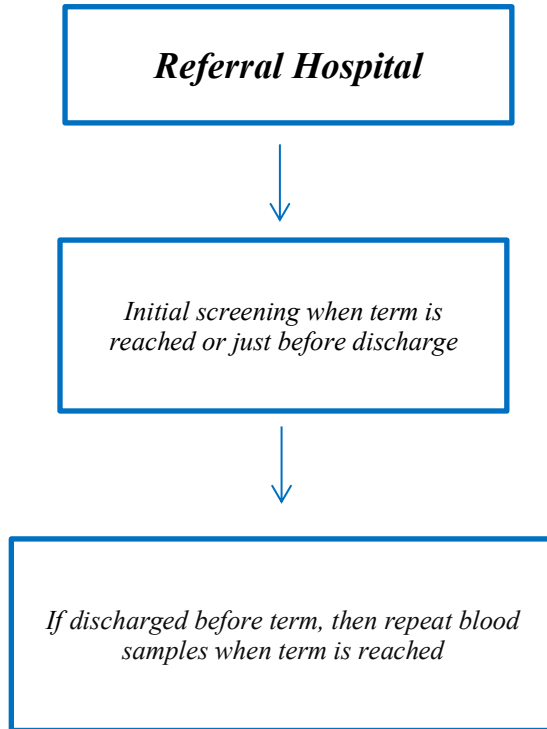 Referral Hospital
Initial screening when term is
reached or just before discharge
If discharged before term, then repeat blood
samples when term is reached